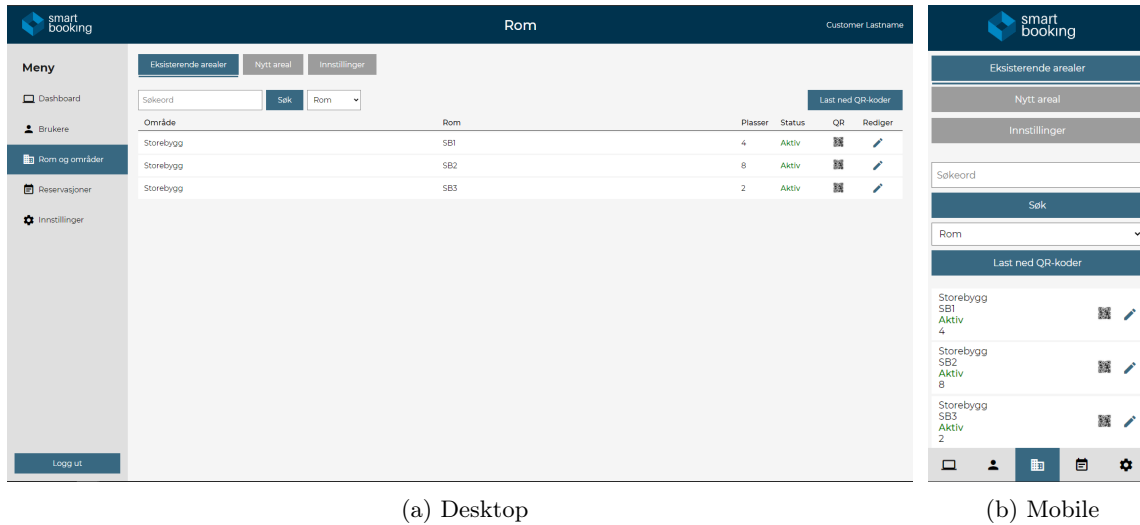 smart
booking
Rom
Customer Lastname
Meny
Dashboard
Brukere
Rom og områder
Reservasjoner
Innstillinger
Logg ut
Eksisterende arealer Nytt areal Innstillinger
Søkeord Søk Rom Last ned QR-koder
Område Rom Plasser Status QR Rediger
Storebygg SB1 4 Aktiv
Storebygg SB2 8 Aktiv
Storebygg SB3 2 Aktiv
(a) Desktop
smart
booking
Eksisterende arealer
Nytt areal
Innstillinger
Søkeord
Søk
Rom
Last ned QR-koder
Storebygg
SB1
Aktiv
4
Storebygg
SB2
Aktiv
8
Storebygg
SB3
Aktiv
2
(b) Mobile